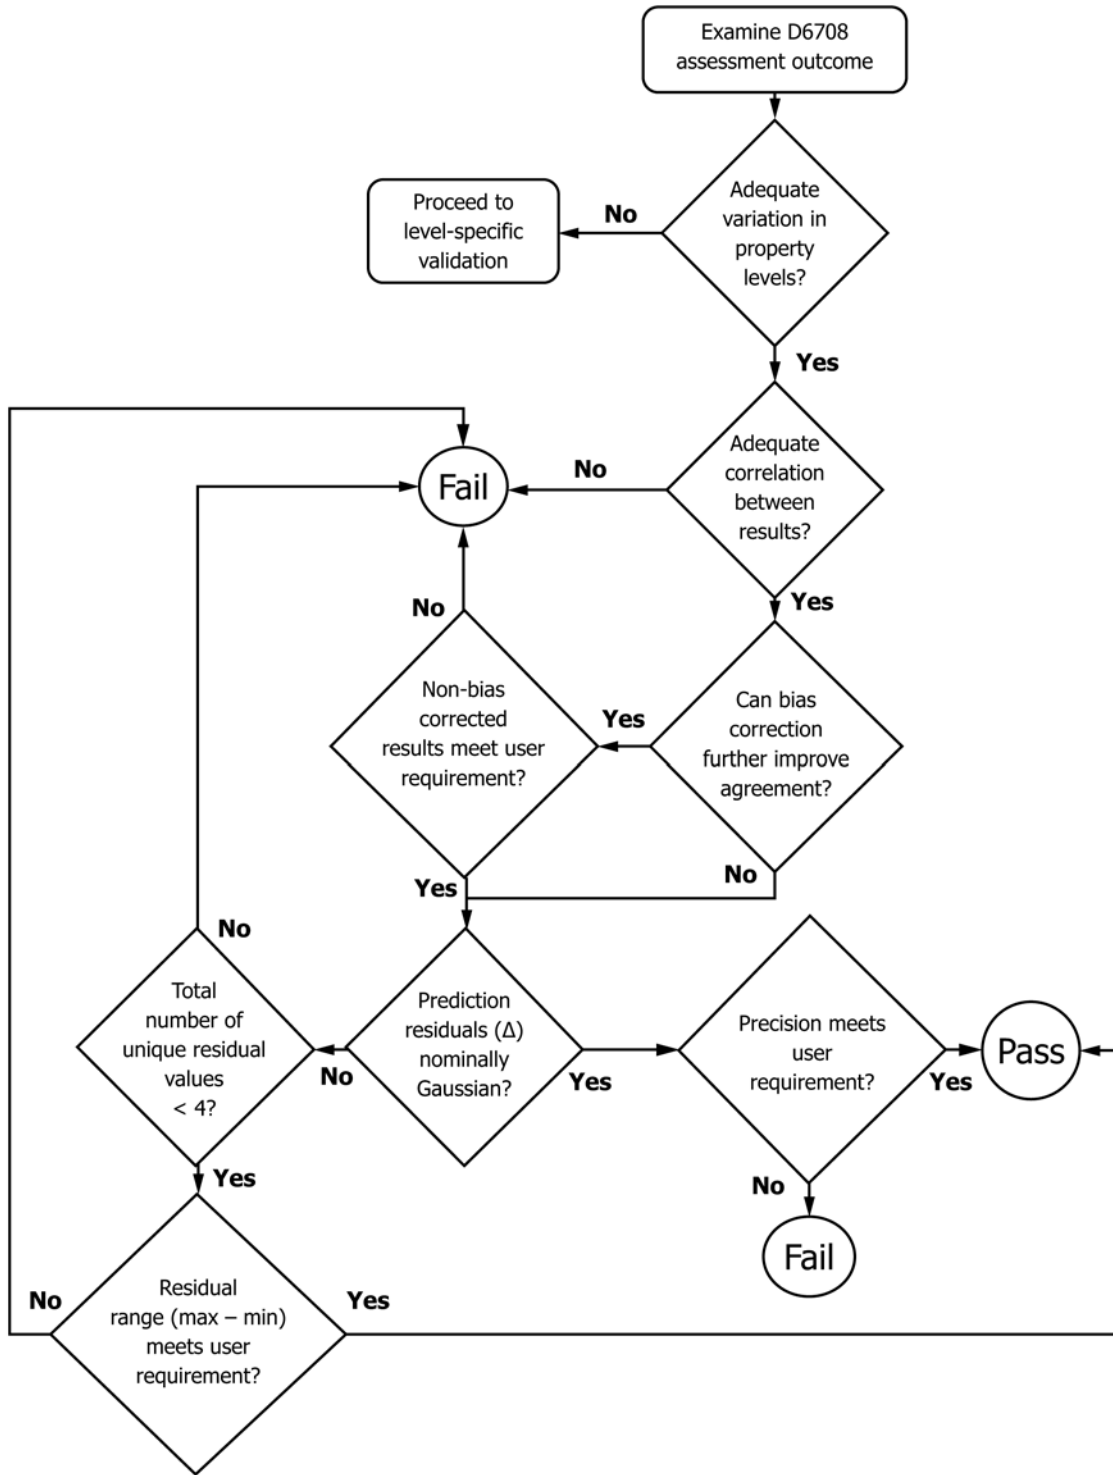 Examine D6708
assessment outcome
Adequate
variation in
property
levels?
No
Proceed to
level-specific
validation
Yes
Adequate
correlation
between
results?
No
Fail
Yes
Can bias
correction
further improve
agreement?
Yes
Non-bias
corrected
results meet user
requirement?
No
No
Yes
Prediction
residuals (Δ)
nominally
Gaussian?
Yes
Precision meets
user
requirement?
Yes
Pass
No
Fail
No
Total
number of
unique residual
values
< 4?
No
Yes
Residual
range (max – min)
meets user
requirement?
No
Yes